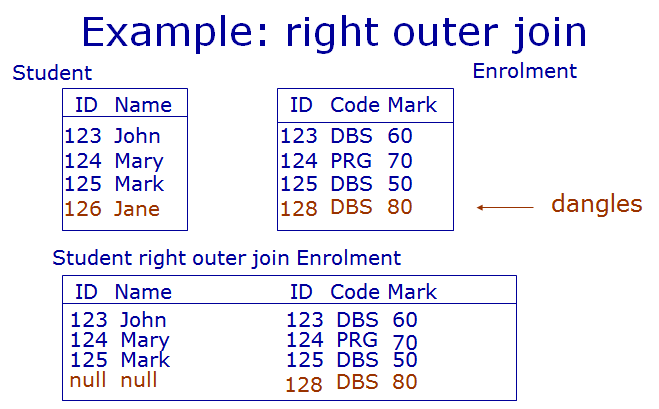 Example: right outer join
Student
Enrolment
ID Name ID Code Mark
123 John 123 DBS 60
124 Mary 124 PRG 70
125 Mark 125 DBS 50
126 Jane 128 DBS 80 dangles
Student right outer join Enrolment
ID Name ID Code Mark
123 John 123 DBS 60
124 Mary 124 PRG 70
125 Mark 125 DBS 50
null null 128 DBS 80